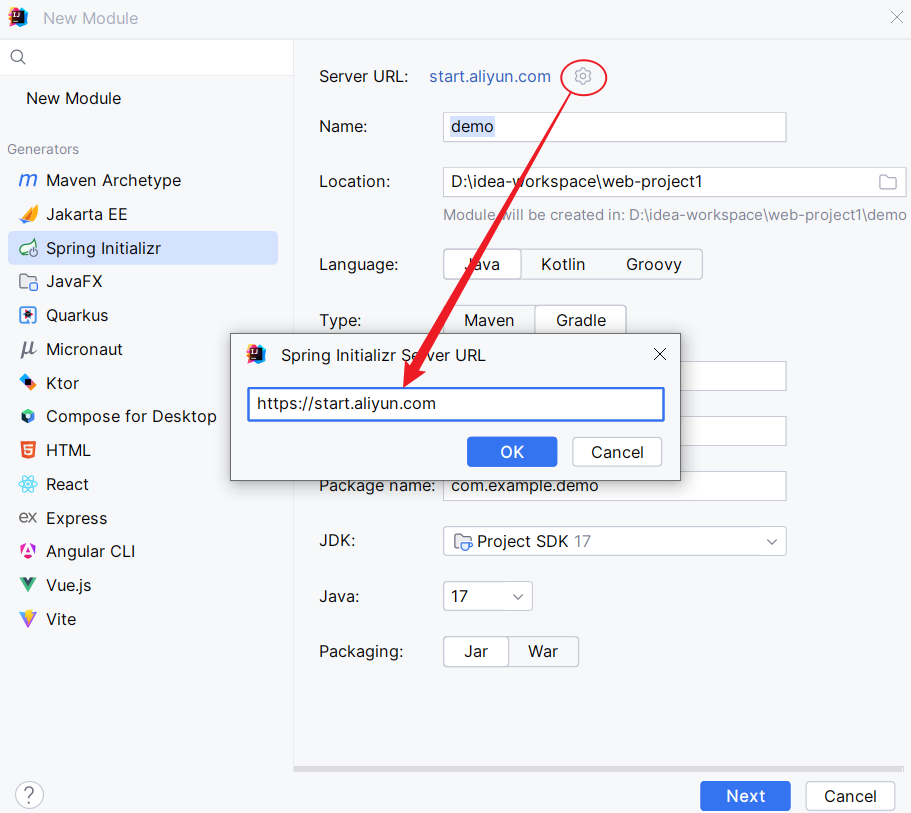 New Module
New Module
Generators
Maven Archetype
Jakarta EE
Spring Initializr
JavaFX
Quarkus
Micronaut
Ktor
Compose for Desktop
HTML
React
Express
Angular CLI
Vue.js
Vite
Server URL: start.aliyun.com
Name: demo
Location: D:\idea-workspace\web-project1
Module will be created in: D:\idea-workspace\web-project1\demo
Language: Java Kotlin Groovy
Type: Maven Gradle
Spring Initializr Server URL
https://start.aliyun.com
OK Cancel
Package name: com.example.demo
JDK: Project SDK 17
Java: 17
Packaging: Jar War
? Next Cancel